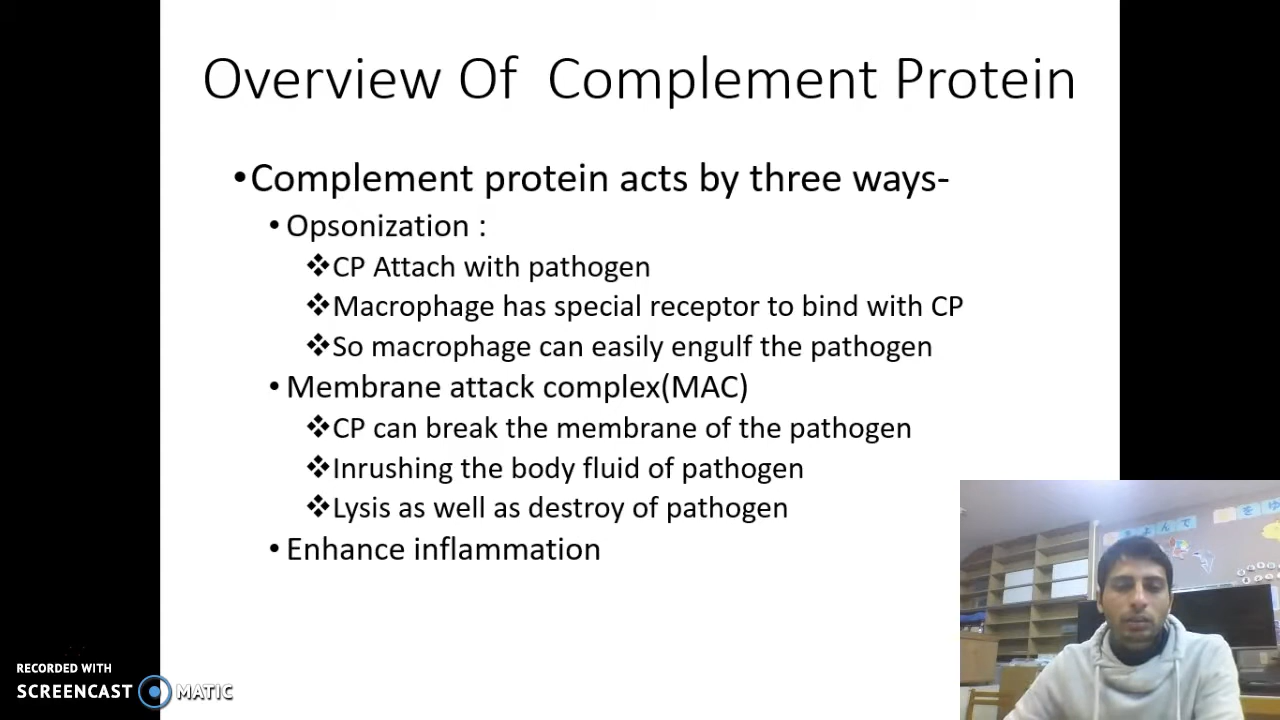 Overview Of Complement Protein
•Complement protein acts by three ways-
• Opsonization :
❖CP Attach with pathogen
❖Macrophage has special receptor to bind with CP
❖So macrophage can easily engulf the pathogen
• Membrane attack complex(MAC)
❖CP can break the membrane of the pathogen
❖Inrushing the body fluid of pathogen
❖Lysis as well as destroy of pathogen
• Enhance inflammation
RECORDED WITH
SCREENCAST MATIC